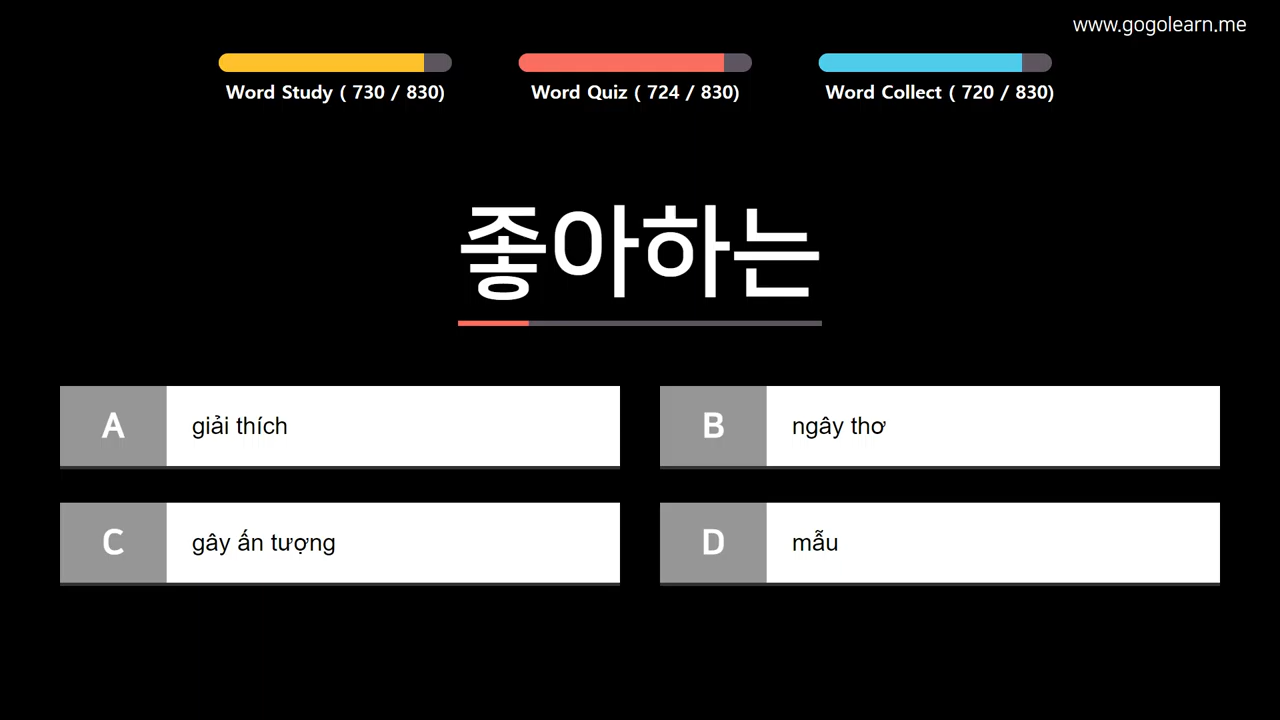 www.gogolearn.me
Word Study ( 730 / 830)
Word Quiz ( 724 / 830)
Word Collect ( 720 / 830)
좋아하는
A giải thích
B ngây thơ
C gây ấn tượng
D mẫu